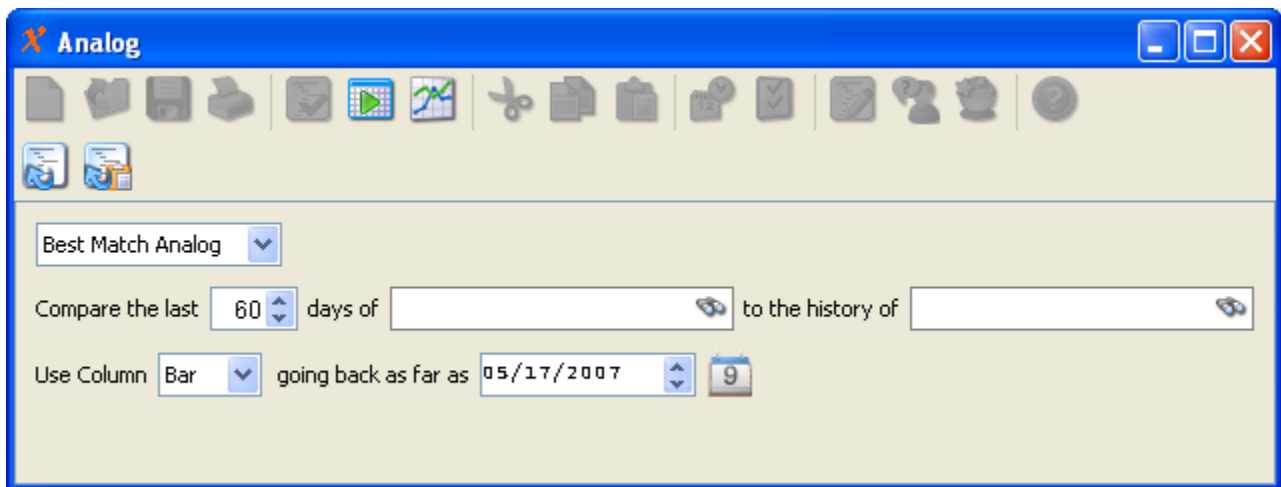 Analog
12
Best Match Analog
Compare the last 60 days of to the history of
Use Column Bar going back as far as 05/17/2007 9